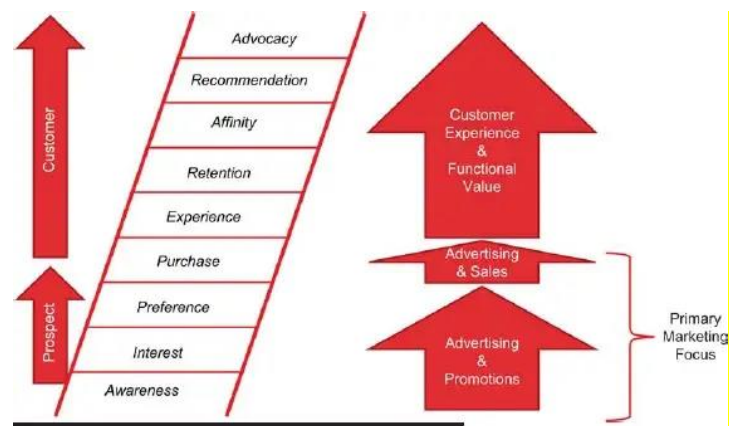 Customer
Prospect
Advocacy
Recommendation
Affinity
Retention
Experience
Purchase
Preference
Interest
Awareness
Customer
Experience
&
Functional
Value
Advertising
& Sales
Advertising
&
Promotions
Primary
Marketing
Focus